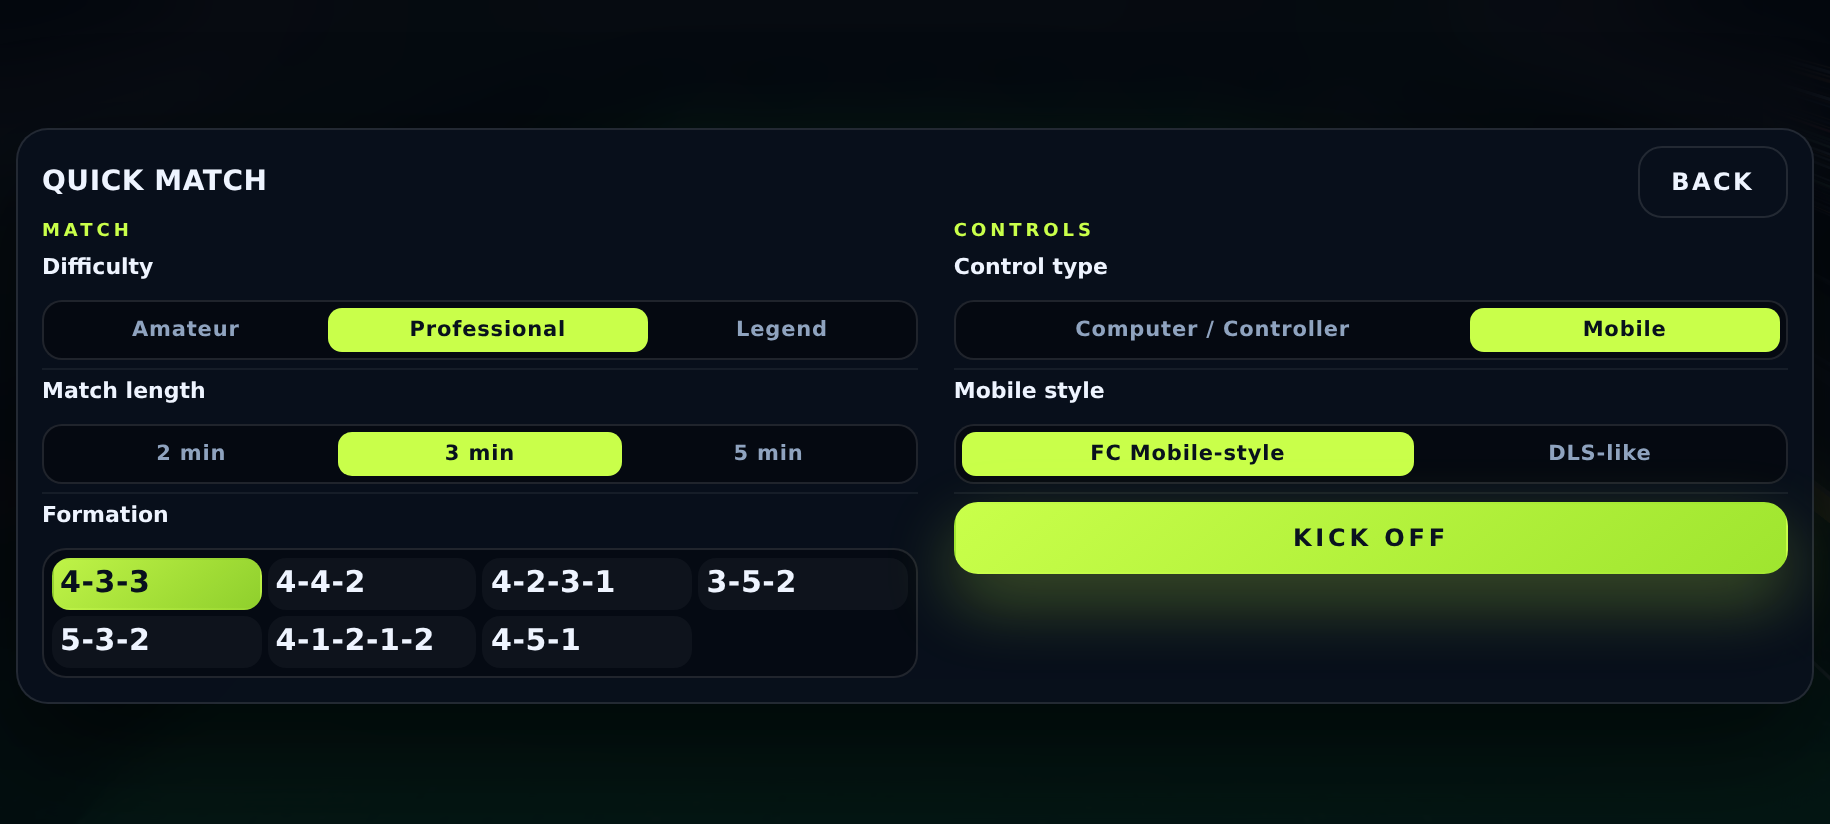 QUICK MATCH
BACK
MATCH
Difficulty
Amateur Professional Legend
Match length
2 min 3 min 5 min
Formation
4-3-3 4-4-2 4-2-3-1 3-5-2
5-3-2 4-1-2-1-2 4-5-1
CONTROLS
Control type
Computer / Controller Mobile
Mobile style
FC Mobile-style DLS-like
KICK OFF